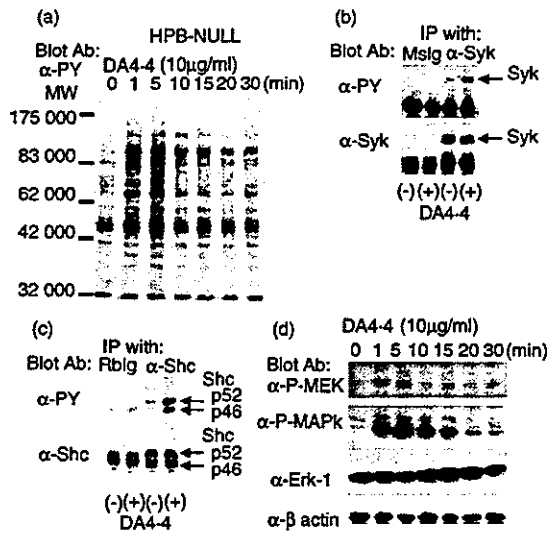 (a)
HPB-NULL
Blot Ab:
α-PY
DA4-4 (10μg/ml)
MW
0 1 5 10 15 20 30 (min)
175 000
83 000
62 000
42 000
32 000
(b)
IP with:
Blot Ab: MsIg α-Syk
α-PY
Syk
α-Syk
Syk
(-)(+)(-)(+)
DA4-4
(c)
IP with:
Blot Ab: RbIg α-Shc
α-PY
Shc
p52
p46
α-Shc
Shc
p52
p46
(-)(+)(-)(+)
DA4-4
(d)
DA4-4 (10μg/ml)
Blot Ab: 0 1 5 10 15 20 30 (min)
α-P-MEK
α-P-MAPk
α-Erk-1
α-β actin